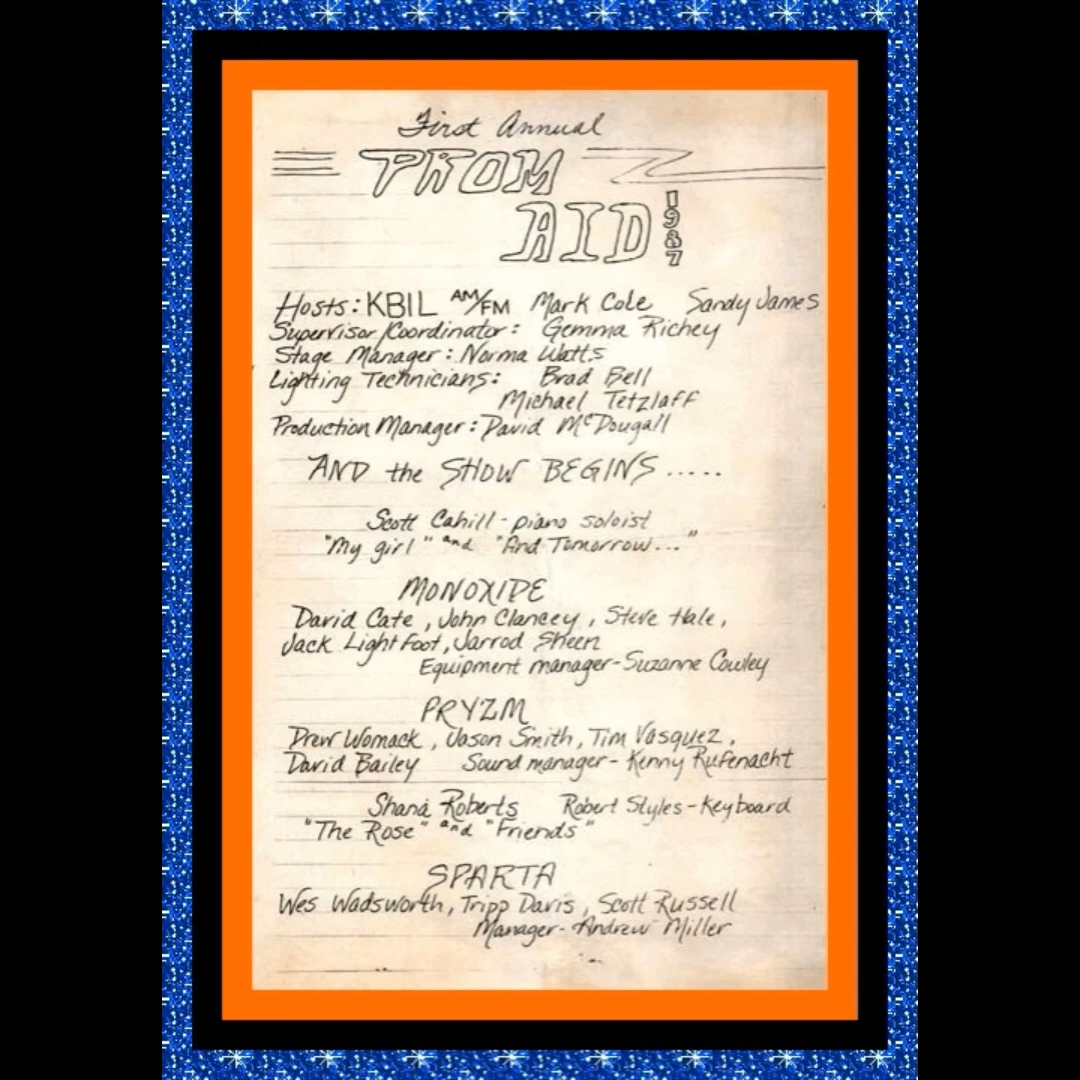 First Annual
PROM
AID
1987
Hosts: KBIL AM/FM Mark Cole Sandy James
Supervisor/Coordinator: Gemma Richey
Stage Manager: Norma Watts
Lighting Technicians: Brad Bell
Michael Tetzlaff
Production Manager: David McDougall
AND the SHOW BEGINS.....
Scott Cahill - piano soloist
"My girl" and "And Tomorrow..."
MONOXIDE
David Cate, John Clancey, Steve Hale,
Jack Lightfoot, Jarrod Sheen
Equipment manager - Suzanne Cowley
PRYZM
Drew Womack, Jason Smith, Tim Vasquez,
David Bailey Sound manager - Kenny Rufenacht
Shana Roberts Robert Styles - Keyboard
"The Rose" and "Friends"
SPARTA
Wes Wadsworth, Tripp Davis, Scott Russell
Manager - Andrew Miller